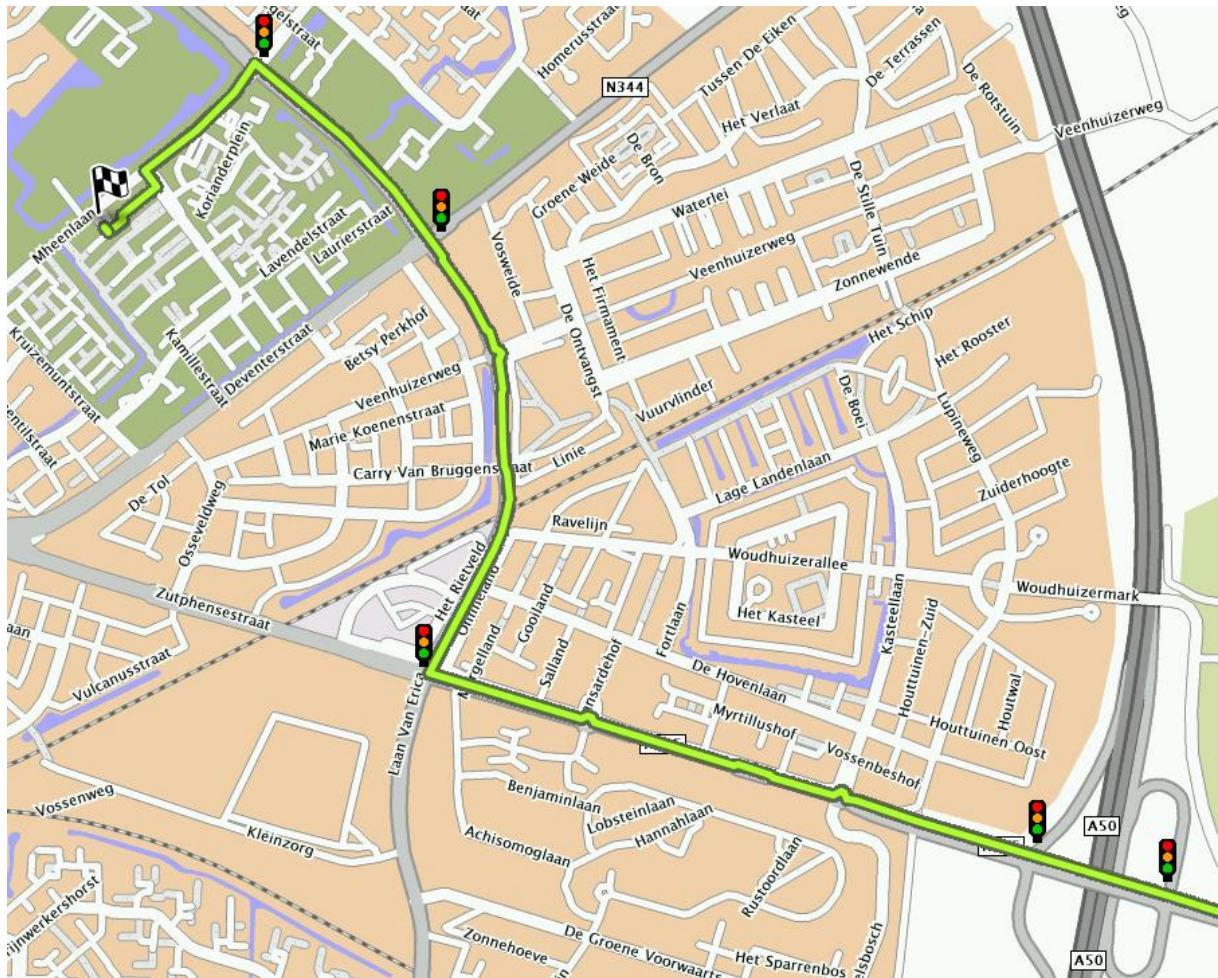 Homerusstraat
N344
Tussen De Eiken
De Terrassen
De Rotstuin
Veenhuizerweg
Het Verlaat
De Bron
Groene Weide
Korianderplein
Mheenlaan
Lavendelstraat
Laurierstraat
Waterlei
De Stille Tuin
Vosweide
Veenhuizerweg
Zonnewende
Het Firmament
De Ontvangst
Kruizemuntstraat
Kamillestraat
Deventerstraat
Betsy Perkhof
Het Schip
Het Rooster
Veenhuizerweg
Vuurvlinder
De Boei
Lupineweg
Marie Koenenstraat
Carry Van Bruggenstraat
Linie
De Tol
Osseveldweg
Lage Landenlaan
Zuiderhoogte
Ravelijn
Woudhuizerallee
Woudhuizermark
Het Rietveld
Ommeland
Zutphensestraat
Gooiland
Fortlaan
Het Kasteel
Kasteellaan
Houttuinen-Zuid
Vulcanusstraat
Salland
De Hovenlaan
Houtwal
Houttuinen Oost
Laan Van Erica
Myrtillushof
Vossenbeshof
Vossenweg
Kleinzorg
Benjaminlaan
Lobsteinlaan
Hannahlaan
Achisomoglaan
Rustoordlaan
A50
Zonnehoeve
De Groene Voorwaarts
Het Sparrenbos
A50